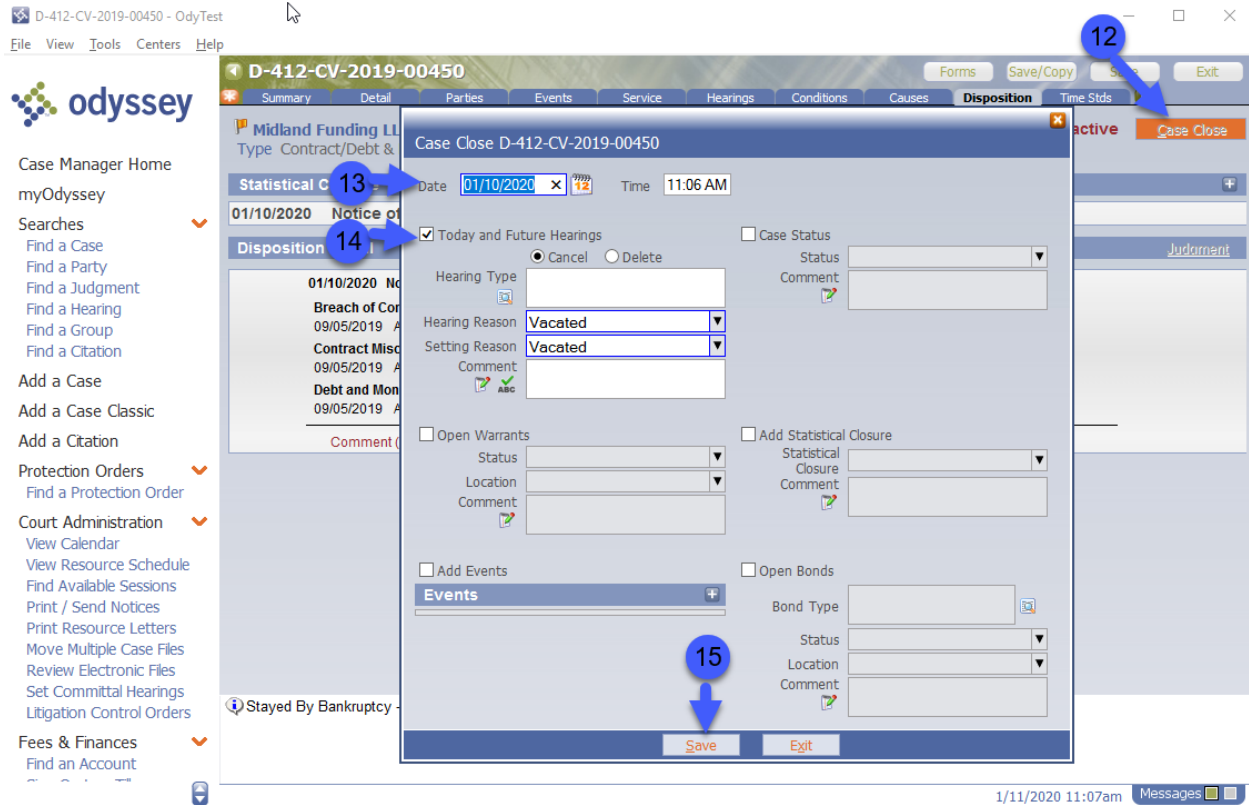 D-412-CV-2019-00450 - OdyTest
File View Tools Centers Help
odyssey
Case Manager Home
myOdyssey
Searches
Find a Case
Find a Party
Find a Judgment
Find a Hearing
Find a Group
Find a Citation
Add a Case
Add a Case Classic
Add a Citation
Protection Orders
Find a Protection Order
Court Administration
View Calendar
View Resource Schedule
Find Available Sessions
Print / Send Notices
Print Resource Letters
Move Multiple Case Files
Review Electronic Files
Set Committal Hearings
Litigation Control Orders
Fees & Finances
Find an Account
D-412-CV-2019-00450
Forms Save/Copy Exit
12
Summary Detail Parties Events Service Hearings Conditions Causes Disposition Time Stds
Midland Funding LL
active
Case Close
Type Contract/Debt &
Statistical C
01/10/2020 Notice of
Disposition
Judgment
01/10/2020 No
Breach of Cor
09/05/2019 A
Contract Misc
09/05/2019 A
Debt and Mon
09/05/2019 A
Comment (
Stayed By Bankruptcy -
Case Close D-412-CV-2019-00450
13
Date 01/10/2020 12 Time 11:06 AM
14
Today and Future Hearings
Cancel Delete
Hearing Type
Hearing Reason Vacated
Setting Reason Vacated
Comment
ABC
Case Status
Status
Comment
Open Warrants
Status
Location
Comment
Add Statistical Closure
Statistical
Closure
Comment
Add Events
Events
Open Bonds
Bond Type
Status
Location
Comment
15
Save Exit
1/11/2020 11:07am Messages